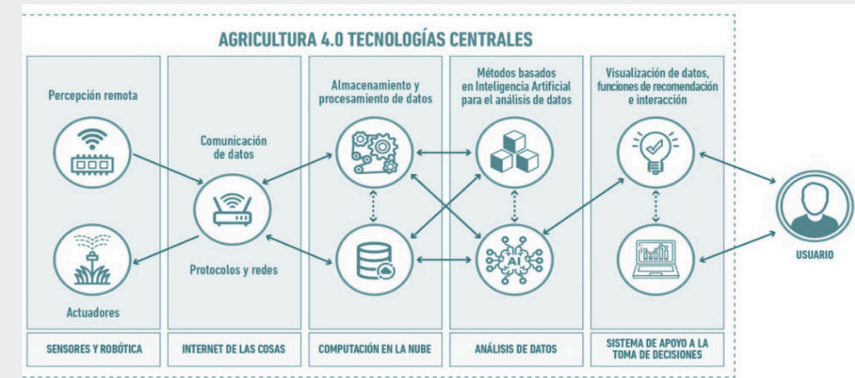 AGRICULTURA 4.0 TECNOLOGÍAS CENTRALES
Percepción remota
Actuadores
SENSORES Y ROBÓTICA
Comunicación
de datos
Protocolos y redes
INTERNET DE LAS COSAS
Almacenamiento y
procesamiento de datos
COMPUTACIÓN EN LA NUBE
Métodos basados
en Inteligencia Artificial
para el análisis de datos
AI
ANÁLISIS DE DATOS
Visualización de datos,
funciones de recomendación
e interacción
SISTEMA DE APOYO A LA
TOMA DE DECISIONES
USUARIO